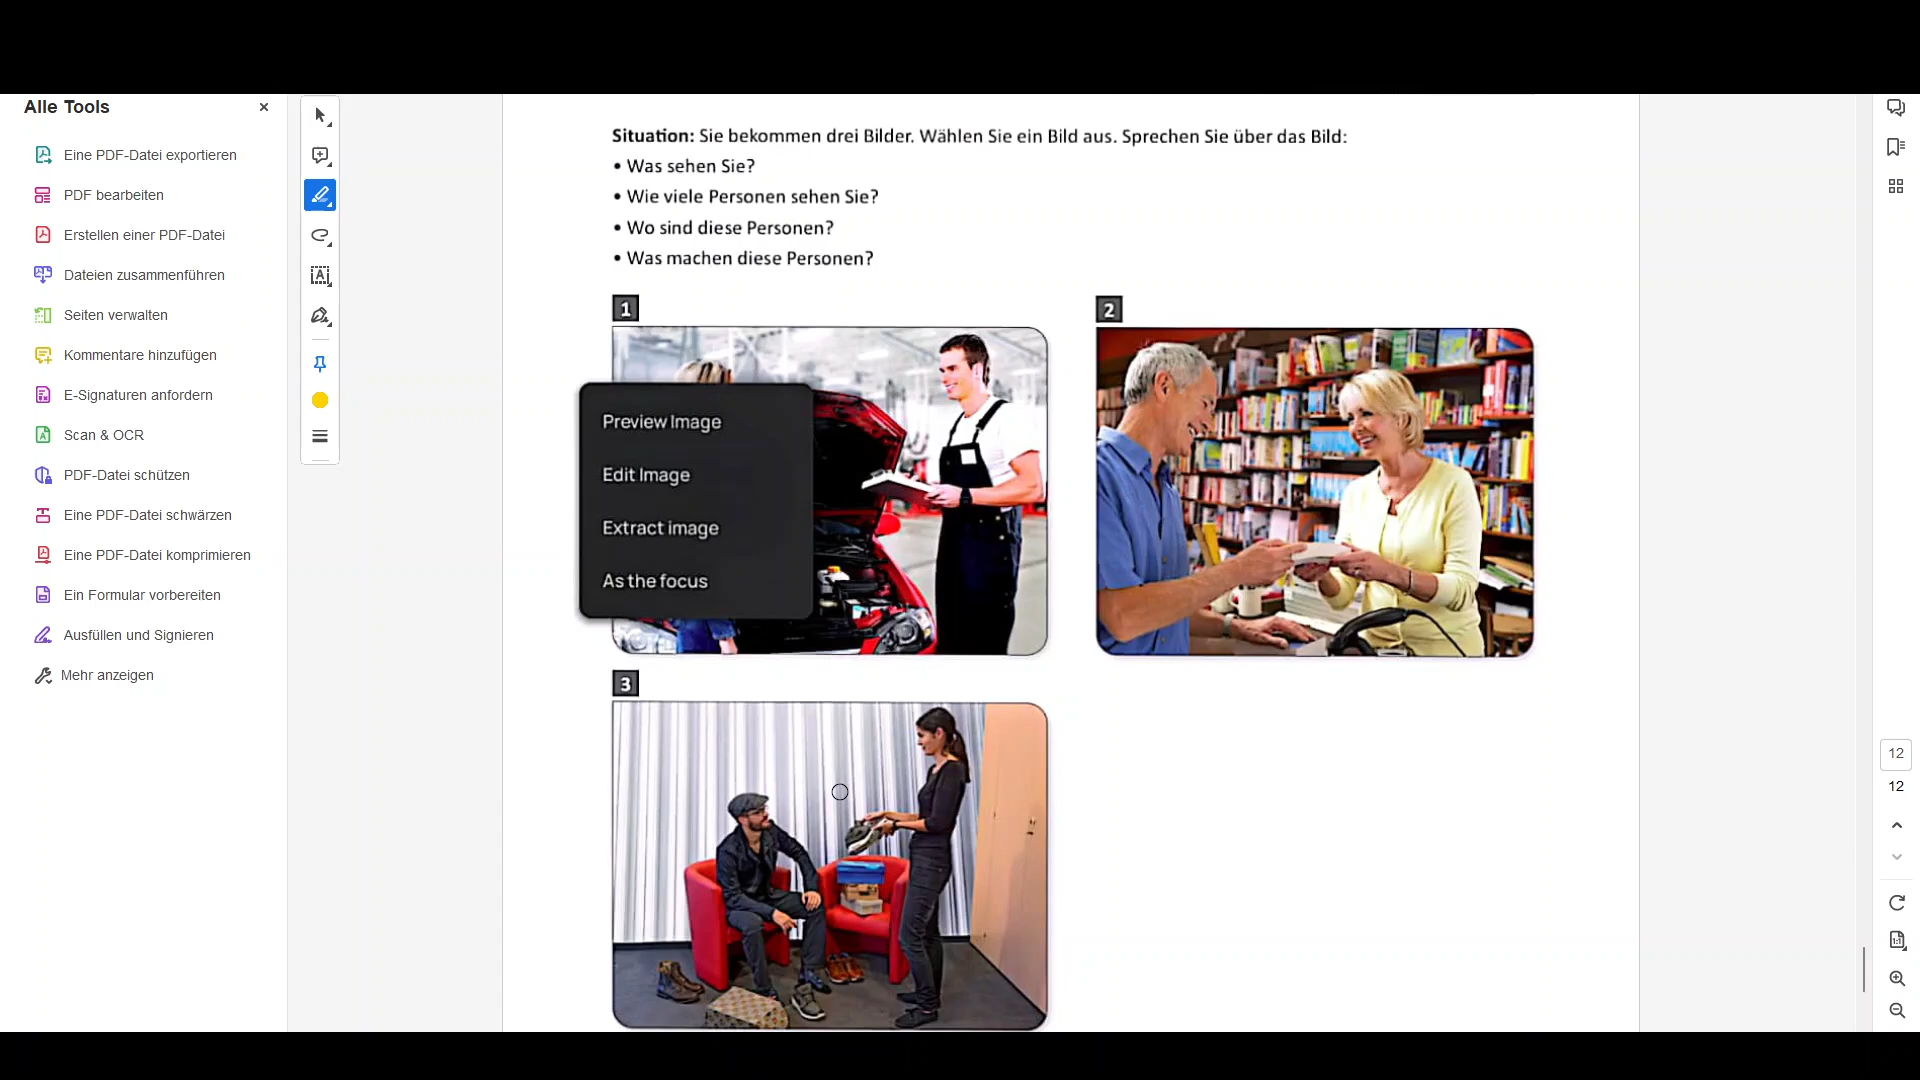 Alle Tools
Eine PDF-Datei exportieren
PDF bearbeiten
Erstellen einer PDF-Datei
Dateien zusammenführen
Seiten verwalten
Kommentare hinzufügen
E-Signaturen anfordern
Scan & OCR
PDF-Datei schützen
Eine PDF-Datei schwärzen
Eine PDF-Datei komprimieren
Ein Formular vorbereiten
Ausfüllen und Signieren
Mehr anzeigen
Situation: Sie bekommen drei Bilder. Wählen Sie ein Bild aus. Sprechen Sie über das Bild:
• Was sehen Sie?
• Wie viele Personen sehen Sie?
• Wo sind diese Personen?
• Was machen diese Personen?
1
2
Preview Image
Edit Image
Extract image
As the focus
3
12
12